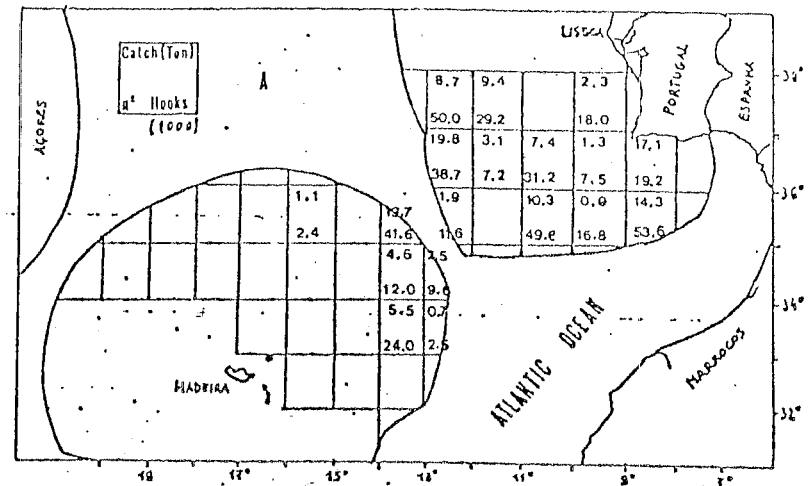 LISBOA
Catch (Ton)
nº Hooks
(1000)
A
AÇORES
PORTUGAL
ESPANHA
38°
8.7 9.4 2.3
50.0 29.2 18.0
19.8 3.1 7.4 1.3 17.1
38.7 7.2 31.2 7.5 19.2
36°
1.9 10.3 0.9 14.3
11.6 49.6 16.8 53.6
1.1
2.4 41.6
4.6 2.5
12.0
5.5
24.0 2.5
34°
MADEIRA
ATLANTIC OCEAN
MARROCOS
32°
19 17° 15° 13° 11° 9° 7°